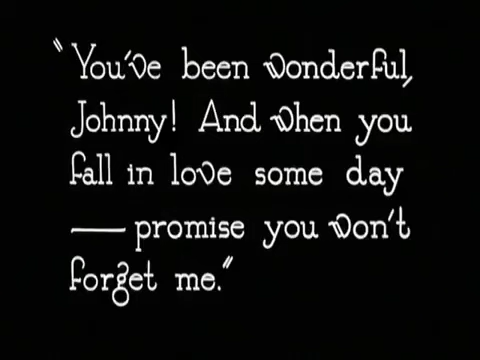 "You've been wonderful,
Johnny! And when you
fall in love some day
—promise you won't
forget me."